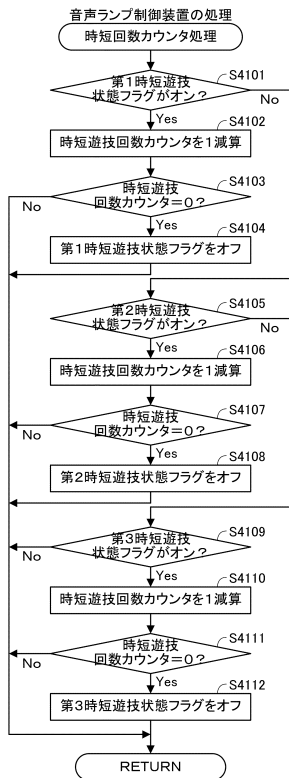 音声ランプ制御装置の処理
時短回数カウンタ処理
S4101
第1時短遊技
状態フラグがオン?
No
Yes
S4102
時短遊技回数カウンタを1減算
S4103
時短遊技
回数カウンタ=0?
No
Yes
S4104
第1時短遊技状態フラグをオフ
S4105
第2時短遊技
状態フラグがオン?
No
Yes
S4106
時短遊技回数カウンタを1減算
S4107
時短遊技
回数カウンタ=0?
No
Yes
S4108
第2時短遊技状態フラグをオフ
S4109
第3時短遊技
状態フラグがオン?
No
Yes
S4110
時短遊技回数カウンタを1減算
S4111
時短遊技
回数カウンタ=0?
No
Yes
S4112
第3時短遊技状態フラグをオフ
RETURN